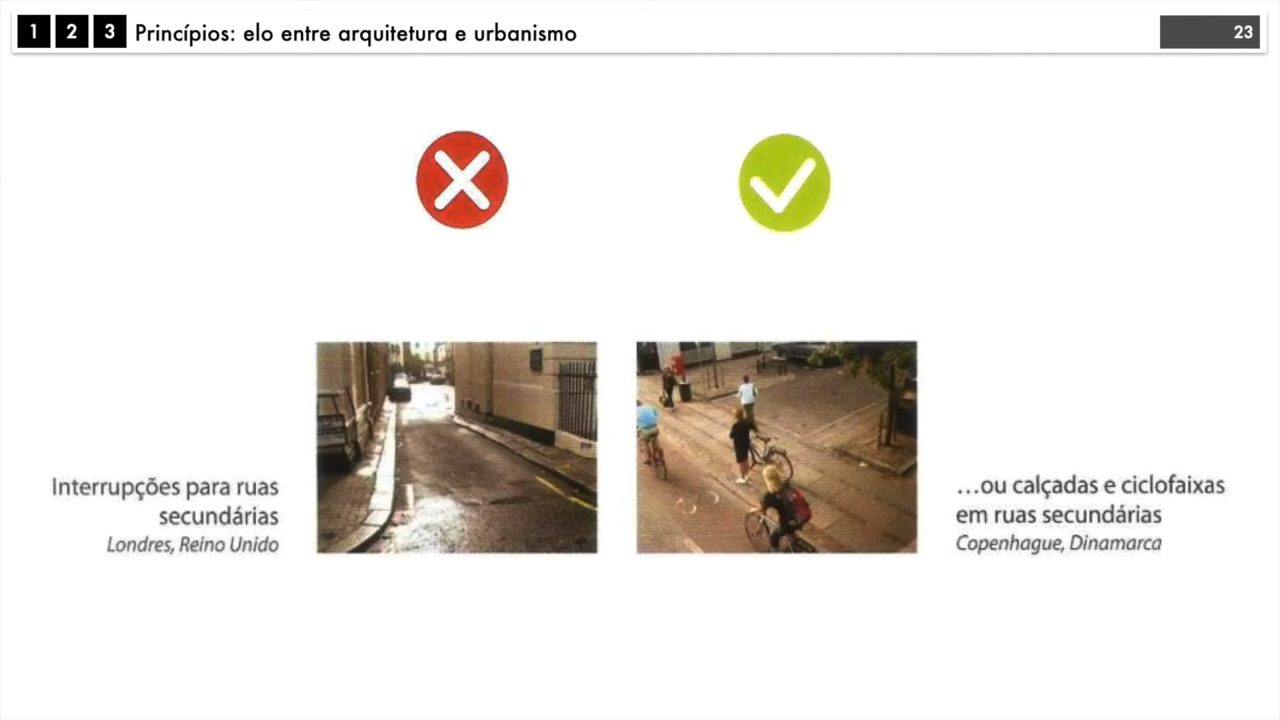 1 2 3 Princípios: elo entre arquitetura e urbanismo 23
Interrupções para ruas
secundárias
Londres, Reino Unido
...ou calçadas e ciclofaixas
em ruas secundárias
Copenhague, Dinamarca